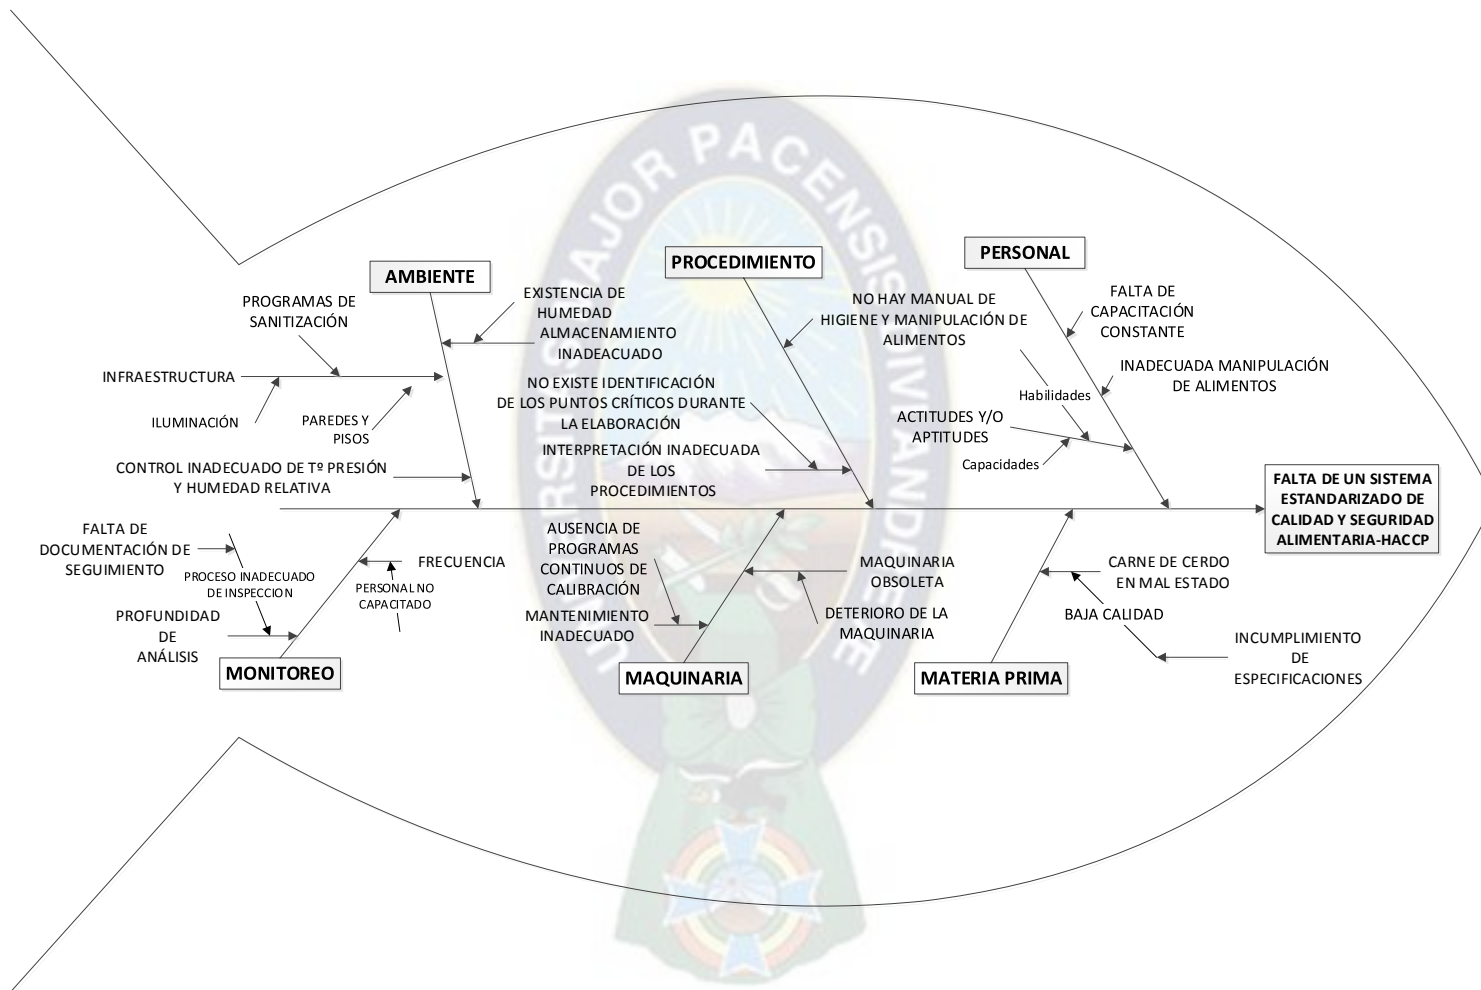 UNIVERSITAS MAJOR PACENSIS DIVI ANDREAE
AMBIENTE
PROGRAMAS DE
SANITIZACIÓN
EXISTENCIA DE
HUMEDAD
ALMACENAMIENTO
INADEACUADO
INFRAESTRUCTURA
ILUMINACIÓN
PAREDES Y
PISOS
CONTROL INADECUADO DE Tº PRESIÓN
Y HUMEDAD RELATIVA
PROCEDIMIENTO
NO HAY MANUAL DE
HIGIENE Y MANIPULACIÓN DE
ALIMENTOS
NO EXISTE IDENTIFICACIÓN
DE LOS PUNTOS CRÍTICOS DURANTE
LA ELABORACIÓN
INTERPRETACIÓN INADECUADA
DE LOS
PROCEDIMIENTOS
PERSONAL
FALTA DE
CAPACITACIÓN
CONSTANTE
INADECUADA MANIPULACIÓN
DE ALIMENTOS
Habilidades
ACTITUDES Y/O
APTITUDES
Capacidades
FALTA DE UN SISTEMA
ESTANDARIZADO DE
CALIDAD Y SEGURIDAD
ALIMENTARIA-HACCP
FALTA DE
DOCUMENTACIÓN DE
SEGUIMIENTO
PROCESO INADECUADO
DE INSPECCION
PROFUNDIDAD
DE
ANÁLISIS
FRECUENCIA
PERSONAL NO
CAPACITADO
MONITOREO
AUSENCIA DE
PROGRAMAS
CONTINUOS DE
CALIBRACIÓN
MANTENIMIENTO
INADECUADO
MAQUINARIA
OBSOLETA
DETERIORO DE LA
MAQUINARIA
MAQUINARIA
CARNE DE CERDO
EN MAL ESTADO
BAJA CALIDAD
INCUMPLIMIENTO
DE
ESPECIFICACIONES
MATERIA PRIMA